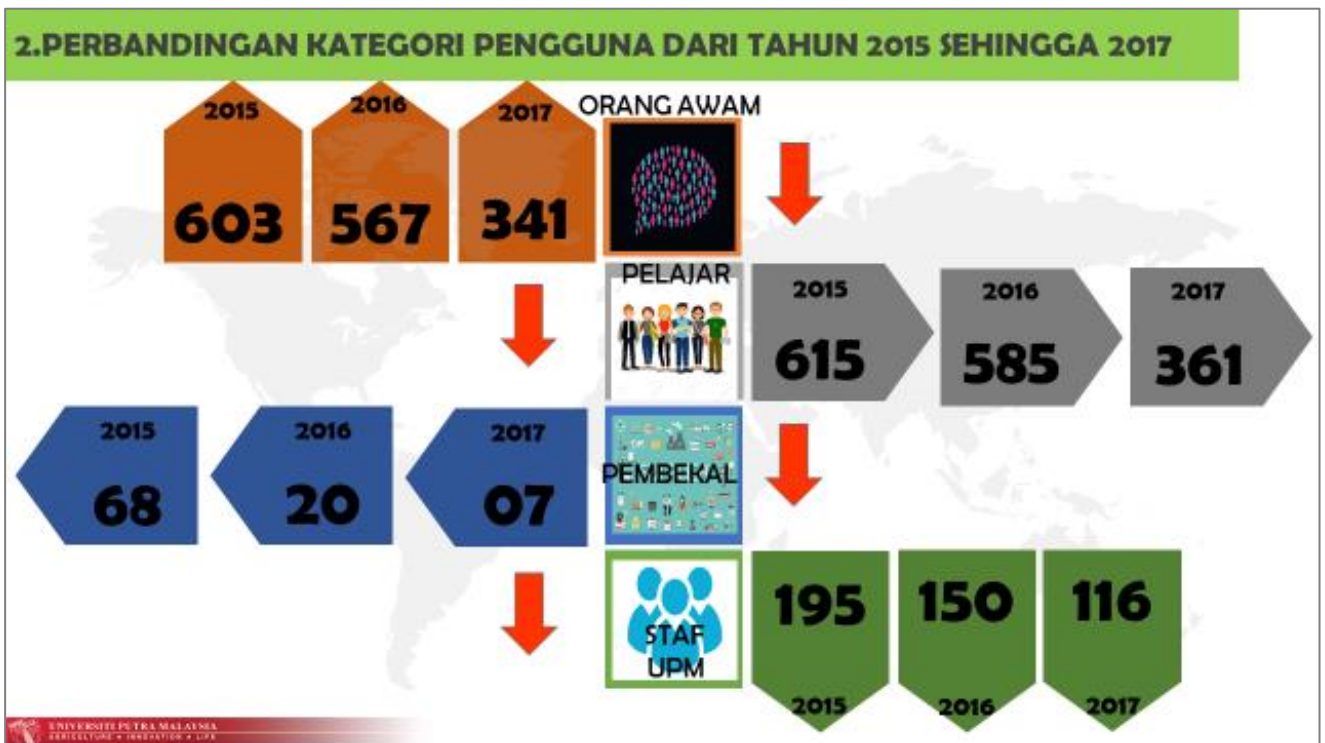 2.PERBANDINGAN KATEGORI PENGGUNA DARI TAHUN 2015 SEHINGGA 2017
2015 2016 2017 ORANG AWAM
603 567 341
PELAJAR 2015 2016 2017
615 585 361
2015 2016 2017
PEMBEKAL
68 20 07
195 150 116
STAF
UPM
2015 2016 2017
UNIVERSITI PUTRA MALAYSIA
AGRICULTURE • INNOVATION • LIFE